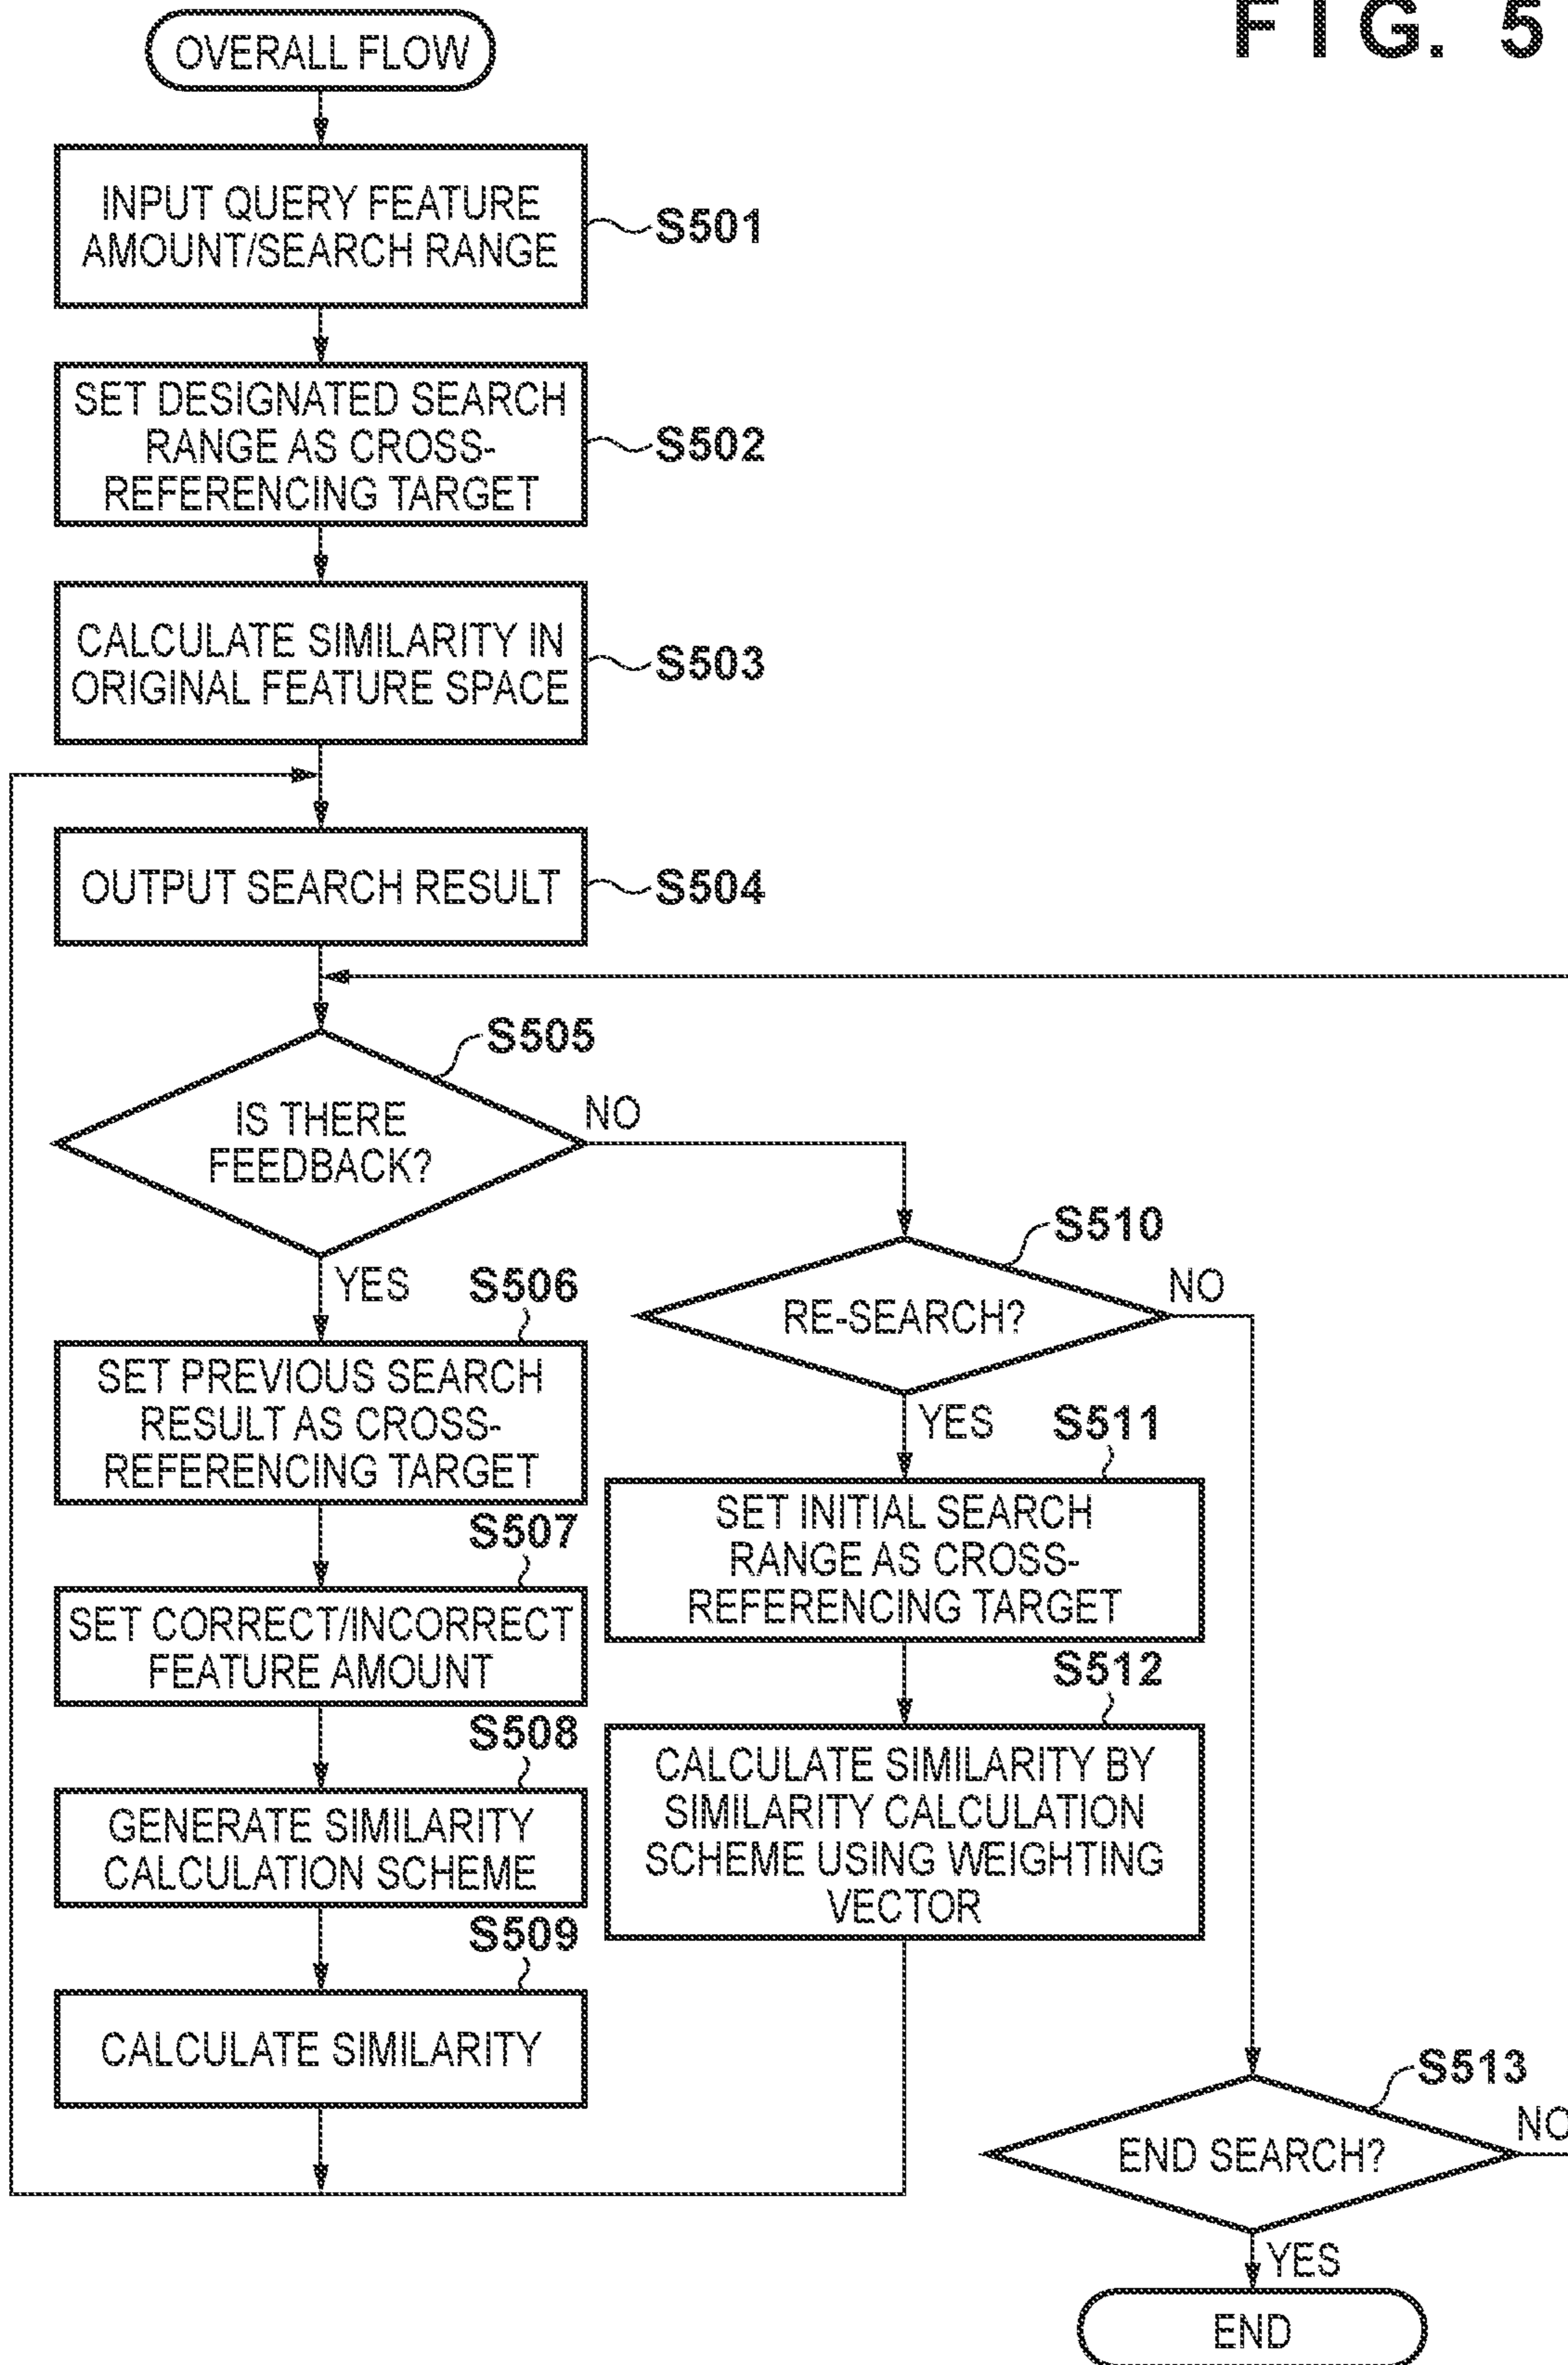 FIG. 5
OVERALL FLOW
INPUT QUERY FEATURE
AMOUNT/SEARCH RANGE
S501
SET DESIGNATED SEARCH
RANGE AS CROSS-
REFERENCING TARGET
S502
CALCULATE SIMILARITY IN
ORIGINAL FEATURE SPACE
S503
OUTPUT SEARCH RESULT
S504
S505
IS THERE
FEEDBACK?
NO
YES
S506
SET PREVIOUS SEARCH
RESULT AS CROSS-
REFERENCING TARGET
S507
SET CORRECT/INCORRECT
FEATURE AMOUNT
S508
GENERATE SIMILARITY
CALCULATION SCHEME
S509
CALCULATE SIMILARITY
S510
RE-SEARCH?
NO
YES
S511
SET INITIAL SEARCH
RANGE AS CROSS-
REFERENCING TARGET
S512
CALCULATE SIMILARITY BY
SIMILARITY CALCULATION
SCHEME USING WEIGHTING
VECTOR
S513
END SEARCH?
NO
YES
END